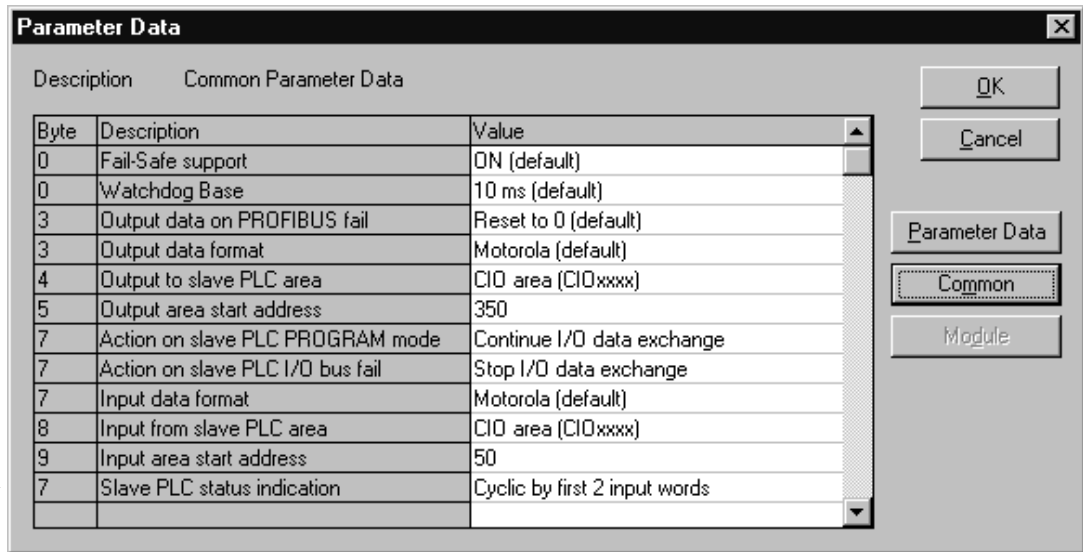 Parameter Data
Description Common Parameter Data
OK
Cancel
Byte Description Value
0 Fail-Safe support ON (default)
0 Watchdog Base 10 ms (default)
3 Output data on PROFIBUS fail Reset to 0 (default)
3 Output data format Motorola (default)
4 Output to slave PLC area CIO area (CIOxxxx)
5 Output area start address 350
7 Action on slave PLC PROGRAM mode Continue I/O data exchange
7 Action on slave PLC I/O bus fail Stop I/O data exchange
7 Input data format Motorola (default)
8 Input from slave PLC area CIO area (CIOxxxx)
9 Input area start address 50
7 Slave PLC status indication Cyclic by first 2 input words
Parameter Data
Common
Module